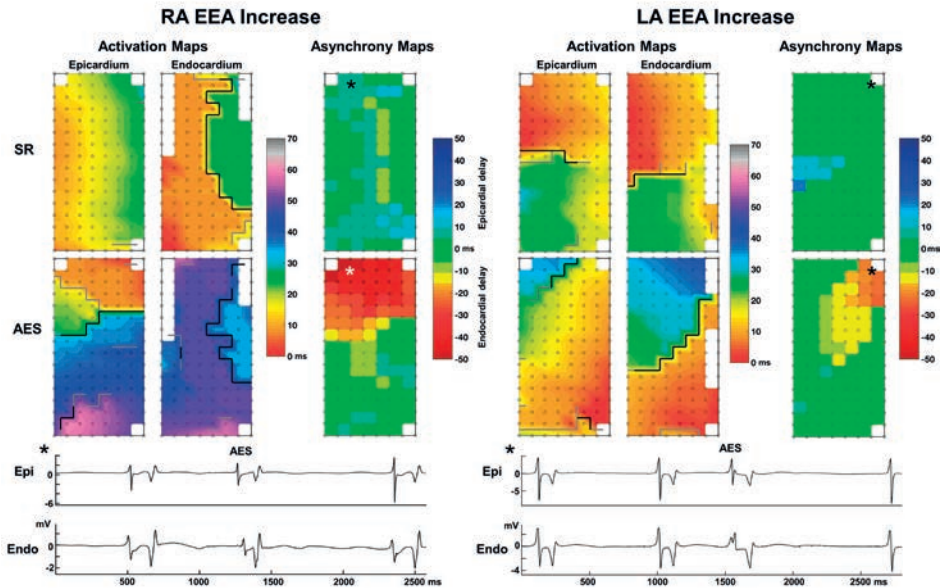 RA EEA Increase
LA EEA Increase
Activation Maps
Asynchrony Maps
Activation Maps
Asynchrony Maps
Epicardium
Endocardium
Epicardium
Endocardium
*
*
SR
70
60
50
40
30
20
10
0 ms
50
40
30
20
10
0 ms
-10
-20
-30
-40
-50
Epicardial delay
Endocardial delay
70
60
50
40
30
20
10
0 ms
50
40
30
20
10
0 ms
-10
-20
-30
-40
-50
*
*
AES
*
AES
*
AES
Epi
0
-6
Epi
0
-5
mV
Endo
0
-2
mV
Endo
0
-4
500
1000
1500
2000
2500 ms
500
1000
1500
2000
2500 ms